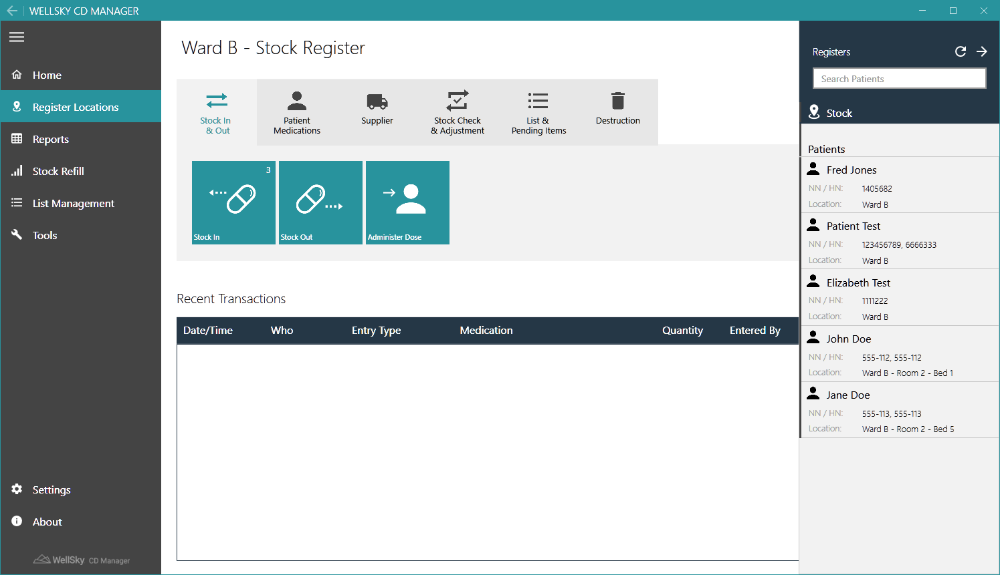 WELLSKY CD MANAGER
Home
Register Locations
Reports
Stock Refill
List Management
Tools
Settings
About
WellSky CD Manager
Ward B - Stock Register
Stock In
& Out
Patient
Medications
Supplier
Stock Check
& Adjustment
List &
Pending Items
Destruction
3
Stock In
Stock Out
Administer Dose
Recent Transactions
Date/Time Who Entry Type Medication Quantity Entered By
Registers
Search Patients
Stock
Patients
Fred Jones
NN / HN: 1405682
Location: Ward B
Patient Test
NN / HN: 123456789, 6666333
Location: Ward B
Elizabeth Test
NN / HN: 1111222
Location: Ward B
John Doe
NN / HN: 555-112, 555-112
Location: Ward B - Room 2 - Bed 1
Jane Doe
NN / HN: 555-113, 555-113
Location: Ward B - Room 2 - Bed 5